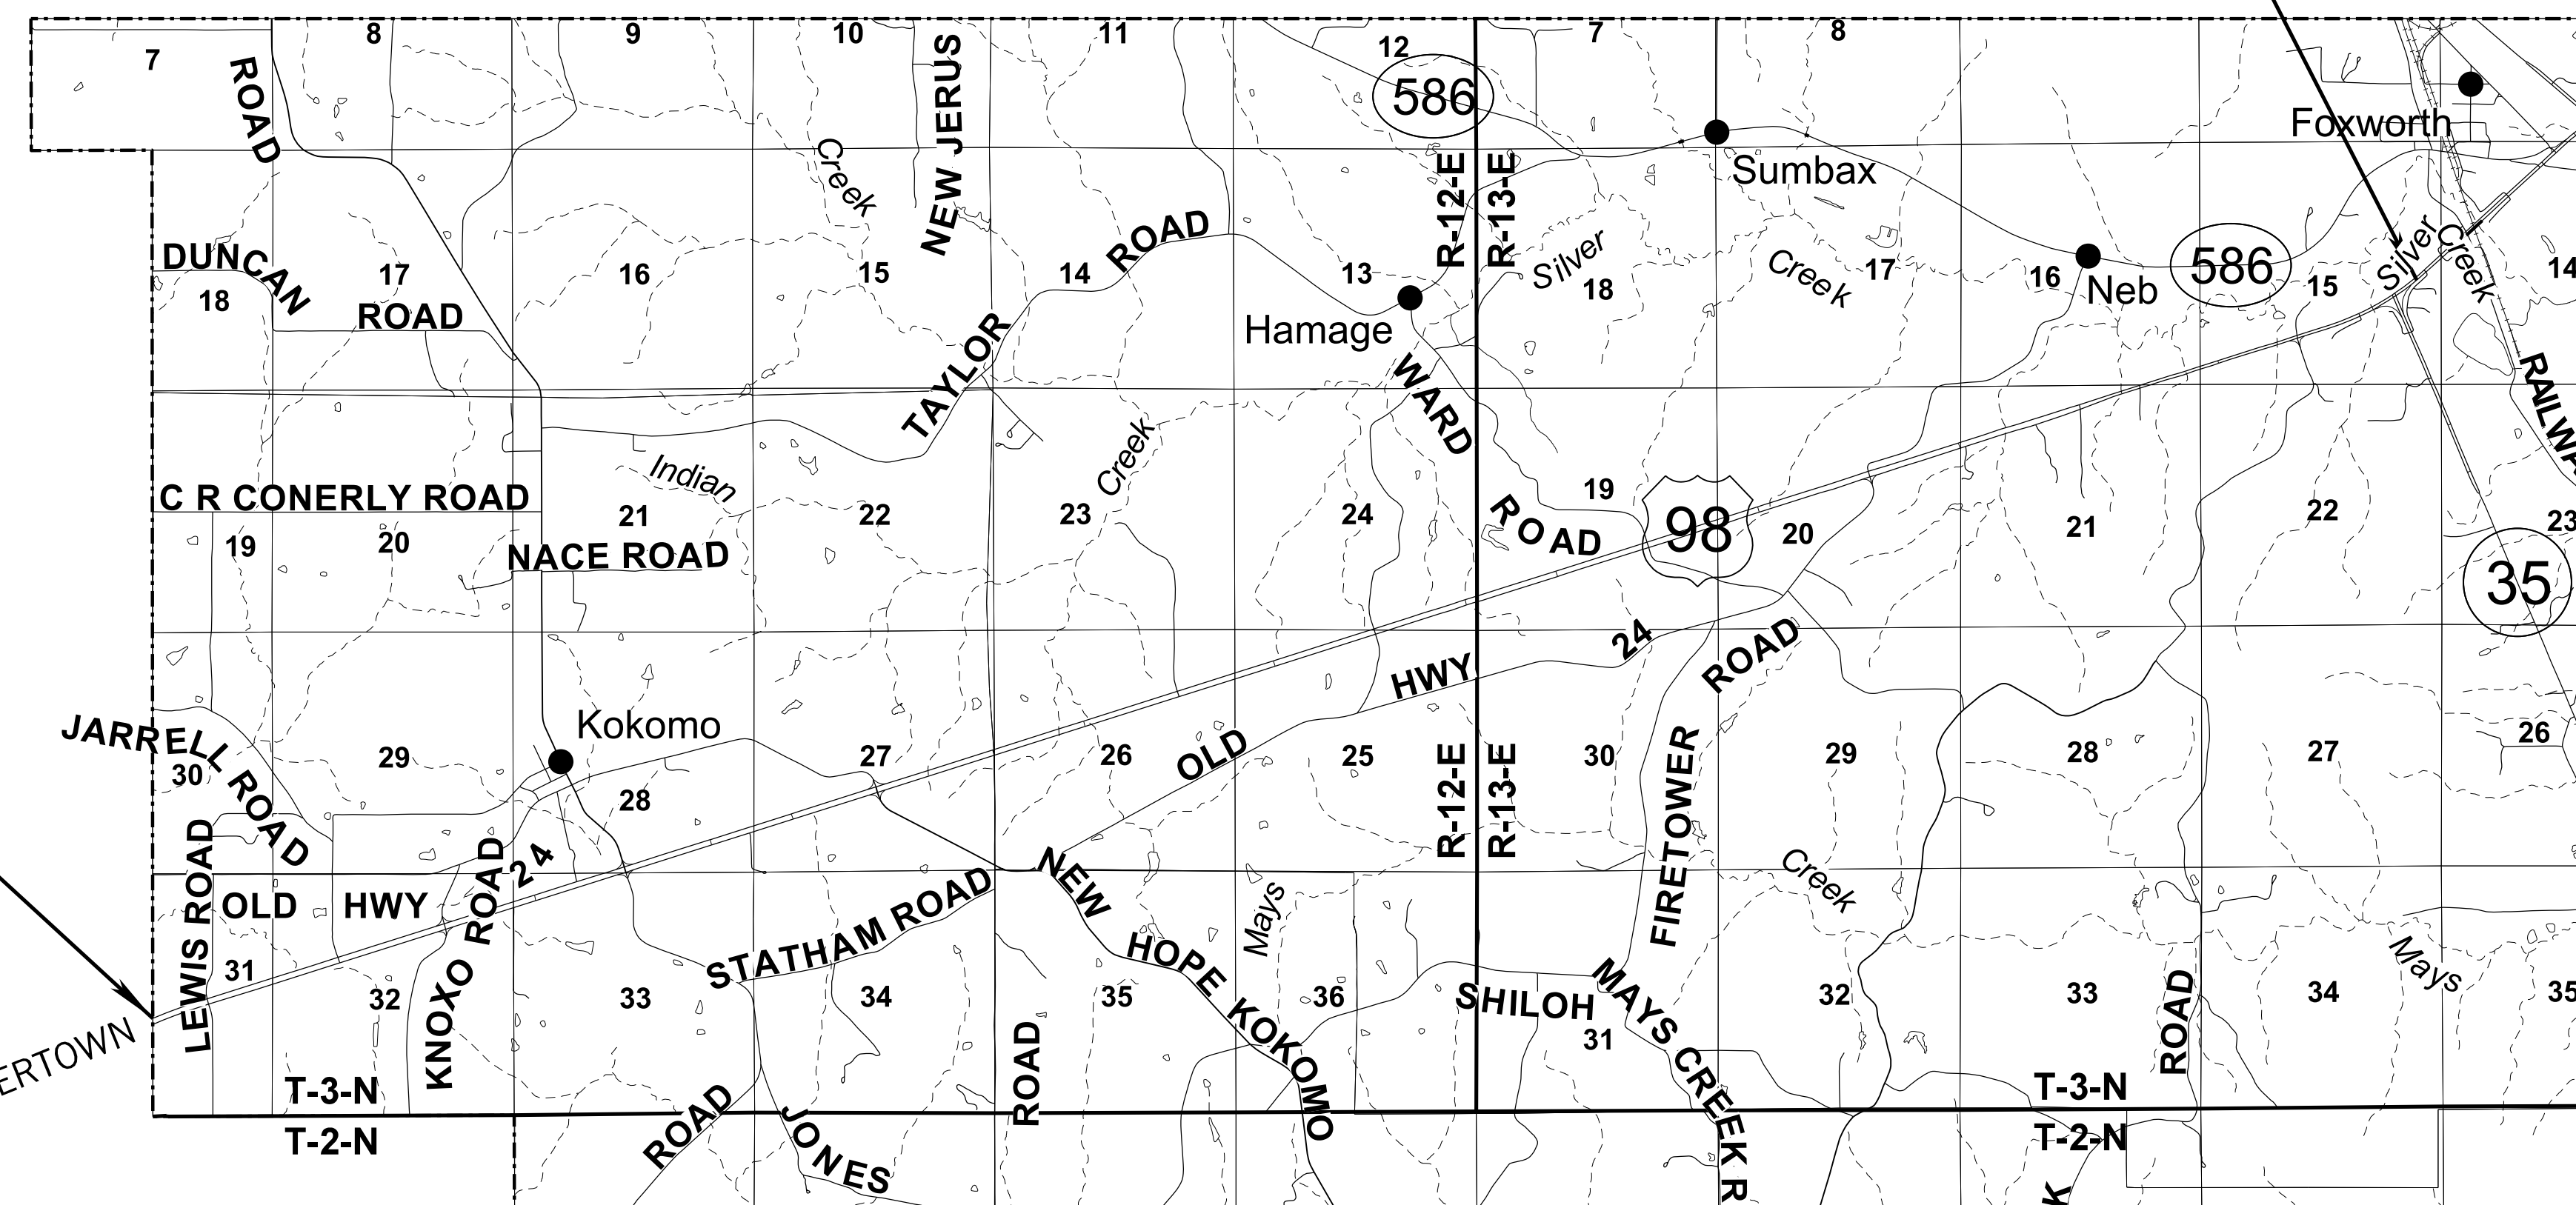 7
8
9
10
11
12
7
8
ROAD
NEW JERUS
586
Foxworth
Creek
Sumbax
R-12-E
R-13-E
DUNCAN
ROAD
18
17
16
15
14
ROAD
TAYLOR
13
Hamage
Silver
18
Creek
17
16
Neb
586
15
Silver
Creek
14
WARD
ROAD
RAILWA
C R CONERLY ROAD
Indian
Creek
19
20
21
22
23
24
19
98
20
21
22
23
35
NACE ROAD
HWY
24
ROAD
JARRELL ROAD
Kokomo
30
29
28
27
26
OLD
25
R-12-E
R-13-E
30
29
28
27
26
FIRETOWER
LEWIS ROAD
OLD HWY
24
KNOXO ROAD
STATHAM ROAD
NEW HOPE KOKOMO
Mays
Creek
Mays
31
32
33
34
35
36
SHILOH
31
MAYS CREEK R
32
33
ROAD
34
35
ERTOWN
T-3-N
T-2-N
ROAD
JONES
ROAD
T-3-N
T-2-N
K